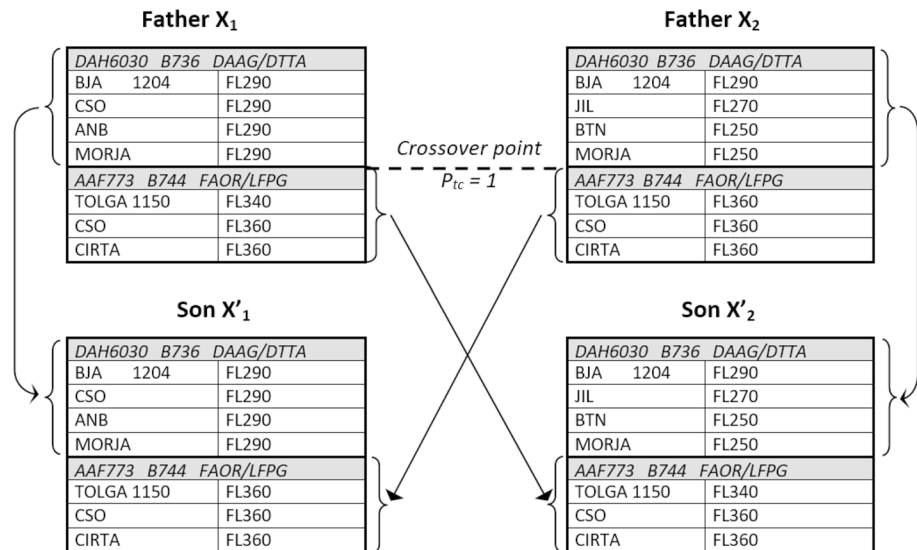 Father X1
Father X2
DAH6030 B736 DAAG/DTTA
BJA 1204 FL290
CSO FL290
ANB FL290
MORJA FL290
AAF773 B744 FAOR/LFPG
TOLGA 1150 FL340
CSO FL360
CIRTA FL360
Crossover point
Ptc = 1
DAH6030 B736 DAAG/DTTA
BJA 1204 FL290
JIL FL270
BTN FL250
MORJA FL250
AAF773 B744 FAOR/LFPG
TOLGA 1150 FL360
CSO FL360
CIRTA FL360
Son X’1
Son X’2
DAH6030 B736 DAAG/DTTA
BJA 1204 FL290
CSO FL290
ANB FL290
MORJA FL290
AAF773 B744 FAOR/LFPG
TOLGA 1150 FL360
CSO FL360
CIRTA FL360
DAH6030 B736 DAAG/DTTA
BJA 1204 FL290
JIL FL270
BTN FL250
MORJA FL250
AAF773 B744 FAOR/LFPG
TOLGA 1150 FL340
CSO FL360
CIRTA FL360